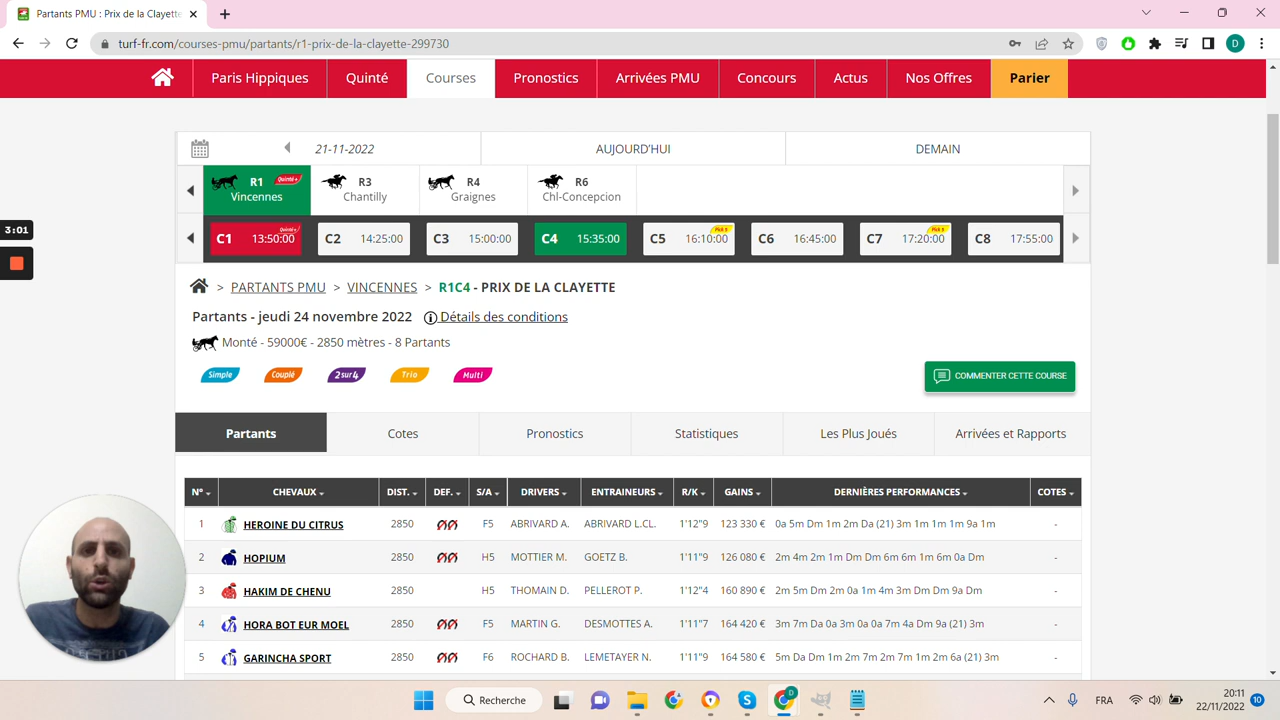 Partants PMU : Prix de la Clayette
turf-fr.com/courses-pmu/partants/r1-prix-de-la-clayette-299730
D
Paris Hippiques Quinté Courses Pronostics Arrivées PMU Concours Actus Nos Offres Parier
21-11-2022 AUJOURD'HUI DEMAIN
R1 Quinté+ R3 R4 R6
Vincennes Chantilly Graignes Chl-Concepcion
3:01
C1 13:50:00 Quinté+ C2 14:25:00 C3 15:00:00 C4 15:35:00 C5 16:10:00 Pick 5 C6 16:45:00 C7 17:20:00 Pick 5 C8 17:55:00
> PARTANTS PMU > VINCENNES > R1C4 - PRIX DE LA CLAYETTE
Partants - jeudi 24 novembre 2022 Détails des conditions
Monté - 59000€ - 2850 mètres - 8 Partants
Simple Couplé 2sur4 Trio Multi
COMMENTER CETTE COURSE
Partants Cotes Pronostics Statistiques Les Plus Joués Arrivées et Rapports
N° CHEVAUX DIST. DEF. S/A DRIVERS ENTRAINEURS R/K GAINS DERNIÈRES PERFORMANCES COTES
1 HEROINE DU CITRUS 2850 F5 ABRIVARD A. ABRIVARD L.CL. 1'12"9 123 330 € 0a 5m Dm 1m 2m Da (21) 3m 1m 1m 1m 9a 1m -
2 HOPIUM 2850 H5 MOTTIER M. GOETZ B. 1'11"9 126 080 € 2m 4m 2m 1m Dm Dm 6m 6m 1m 6m 0a Dm -
3 HAKIM DE CHENU 2850 H5 THOMAIN D. PELLEROT P. 1'12"4 160 890 € 2m 5m Dm 2m 0a 1m 4m 3m Dm Dm 9a Dm -
4 HORA BOT EUR MOEL 2850 F5 MARTIN G. DESMOTTES A. 1'11"7 164 420 € 3m 7m Da 0a 3m 0a 0a 7m 4a Dm 9a (21) 3m -
5 GARINCHA SPORT 2850 F6 ROCHARD B. LEMETAYER N. 1'11"9 164 580 € 5m Da Dm 1m 2m 7m 2m 7m 1m 2m 6a (21) 3m -
Recherche
D
FRA
20:11
22/11/2022
10